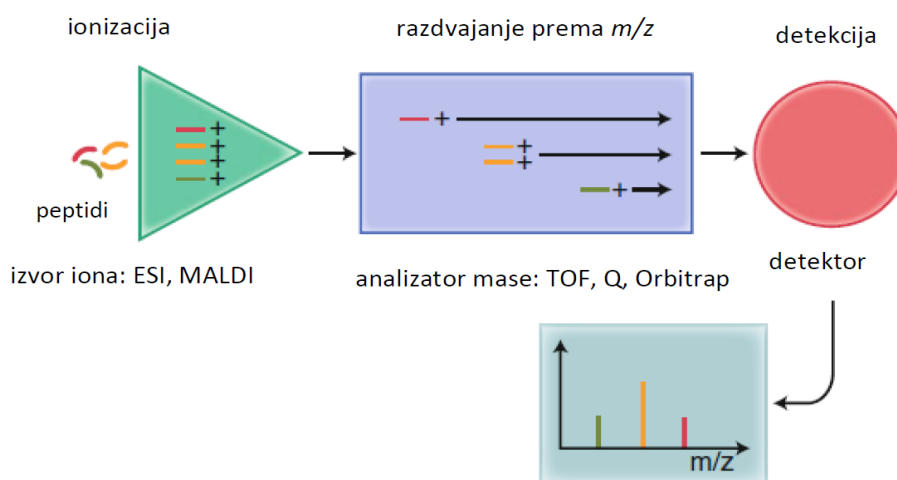 ionizacija
razdvajanje prema m/z
detekcija
+
+
+
+
+
+
+
+
peptidi
izvor iona: ESI, MALDI
analizator mase: TOF, Q, Orbitrap
detektor
m/z